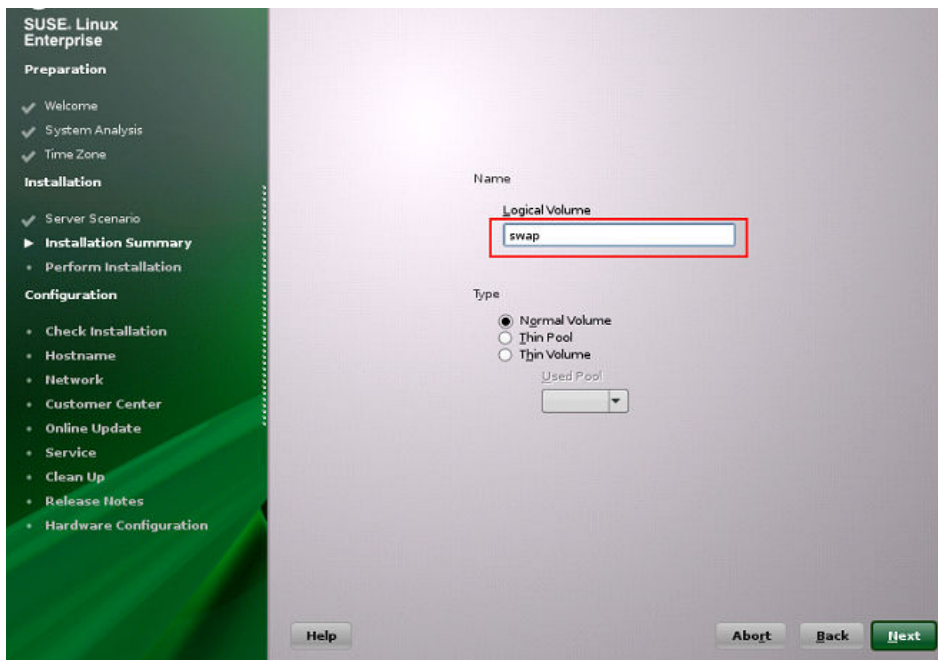 SUSE. Linux
Enterprise
Preparation
Welcome
System Analysis
Time Zone
Installation
Server Scenario
Installation Summary
Perform Installation
Configuration
Check Installation
Hostname
Network
Customer Center
Online Update
Service
Clean Up
Release Notes
Hardware Configuration
Name
Logical Volume
swap
Type
Normal Volume
Thin Pool
Thin Volume
Used Pool
Help
Abort
Back
Next